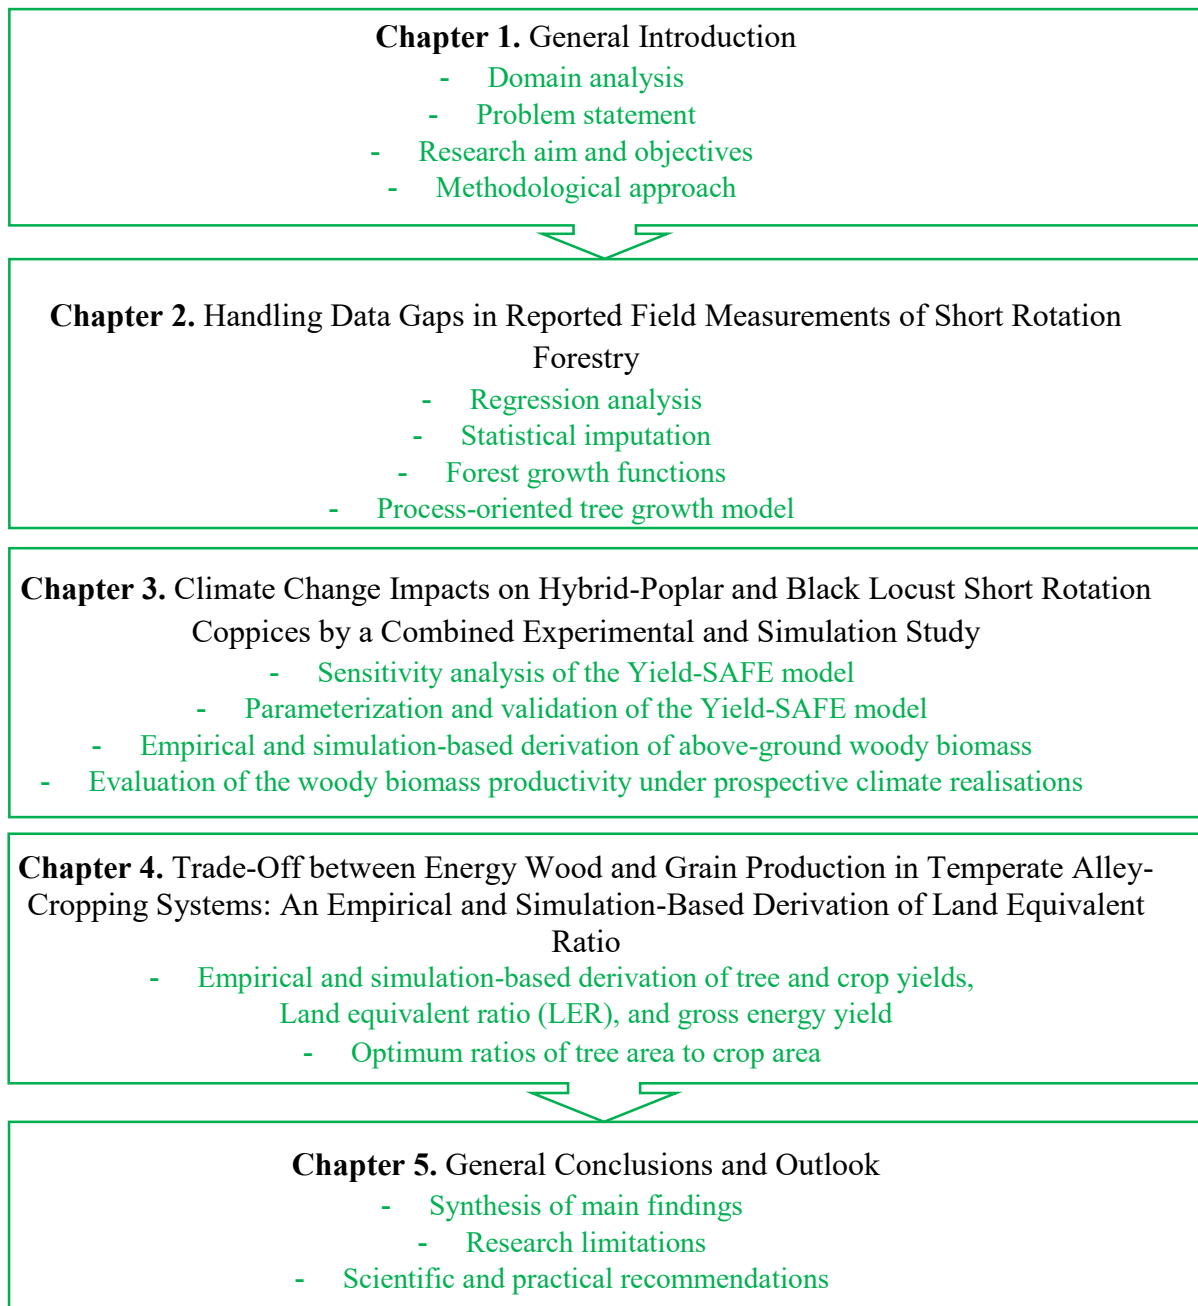 Chapter 1. General Introduction
- Domain analysis
- Problem statement
- Research aim and objectives
- Methodological approach
Chapter 2. Handling Data Gaps in Reported Field Measurements of Short Rotation
Forestry
- Regression analysis
- Statistical imputation
- Forest growth functions
- Process-oriented tree growth model
Chapter 3. Climate Change Impacts on Hybrid-Poplar and Black Locust Short Rotation
Coppices by a Combined Experimental and Simulation Study
- Sensitivity analysis of the Yield-SAFE model
- Parameterization and validation of the Yield-SAFE model
- Empirical and simulation-based derivation of above-ground woody biomass
- Evaluation of the woody biomass productivity under prospective climate realisations
Chapter 4. Trade-Off between Energy Wood and Grain Production in Temperate Alley-
Cropping Systems: An Empirical and Simulation-Based Derivation of Land Equivalent
Ratio
- Empirical and simulation-based derivation of tree and crop yields,
Land equivalent ratio (LER), and gross energy yield
- Optimum ratios of tree area to crop area
Chapter 5. General Conclusions and Outlook
- Synthesis of main findings
- Research limitations
- Scientific and practical recommendations